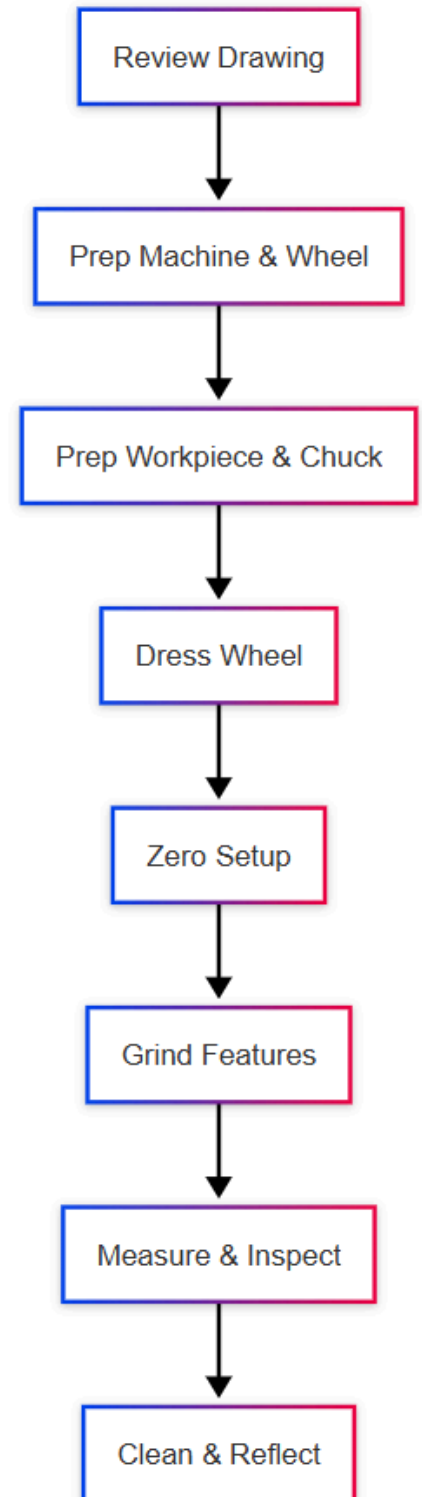 Review Drawing
Prep Machine & Wheel
Prep Workpiece & Chuck
Dress Wheel
Zero Setup
Grind Features
Measure & Inspect
Clean & Reflect